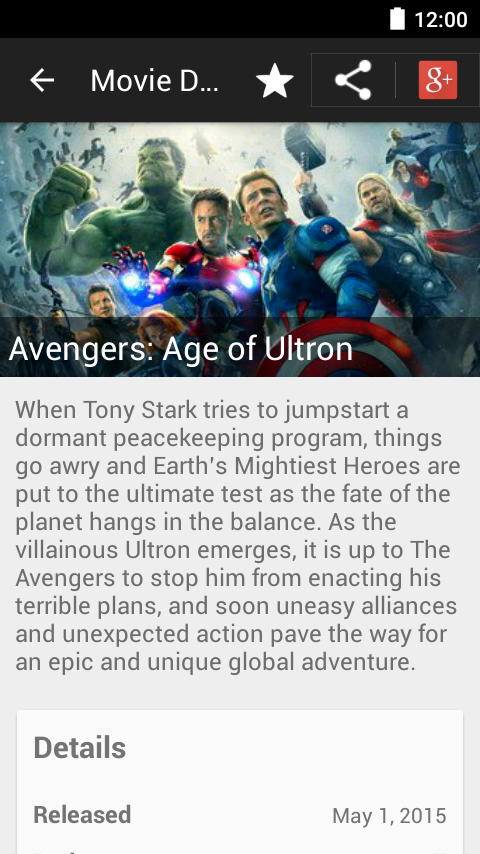 12:00
Movie D...
g+
Avengers: Age of Ultron
When Tony Stark tries to jumpstart a
dormant peacekeeping program, things
go awry and Earth's Mightiest Heroes are
put to the ultimate test as the fate of the
planet hangs in the balance. As the
villainous Ultron emerges, it is up to The
Avengers to stop him from enacting his
terrible plans, and soon uneasy alliances
and unexpected action pave the way for
an epic and unique global adventure.
Details
Released May 1, 2015